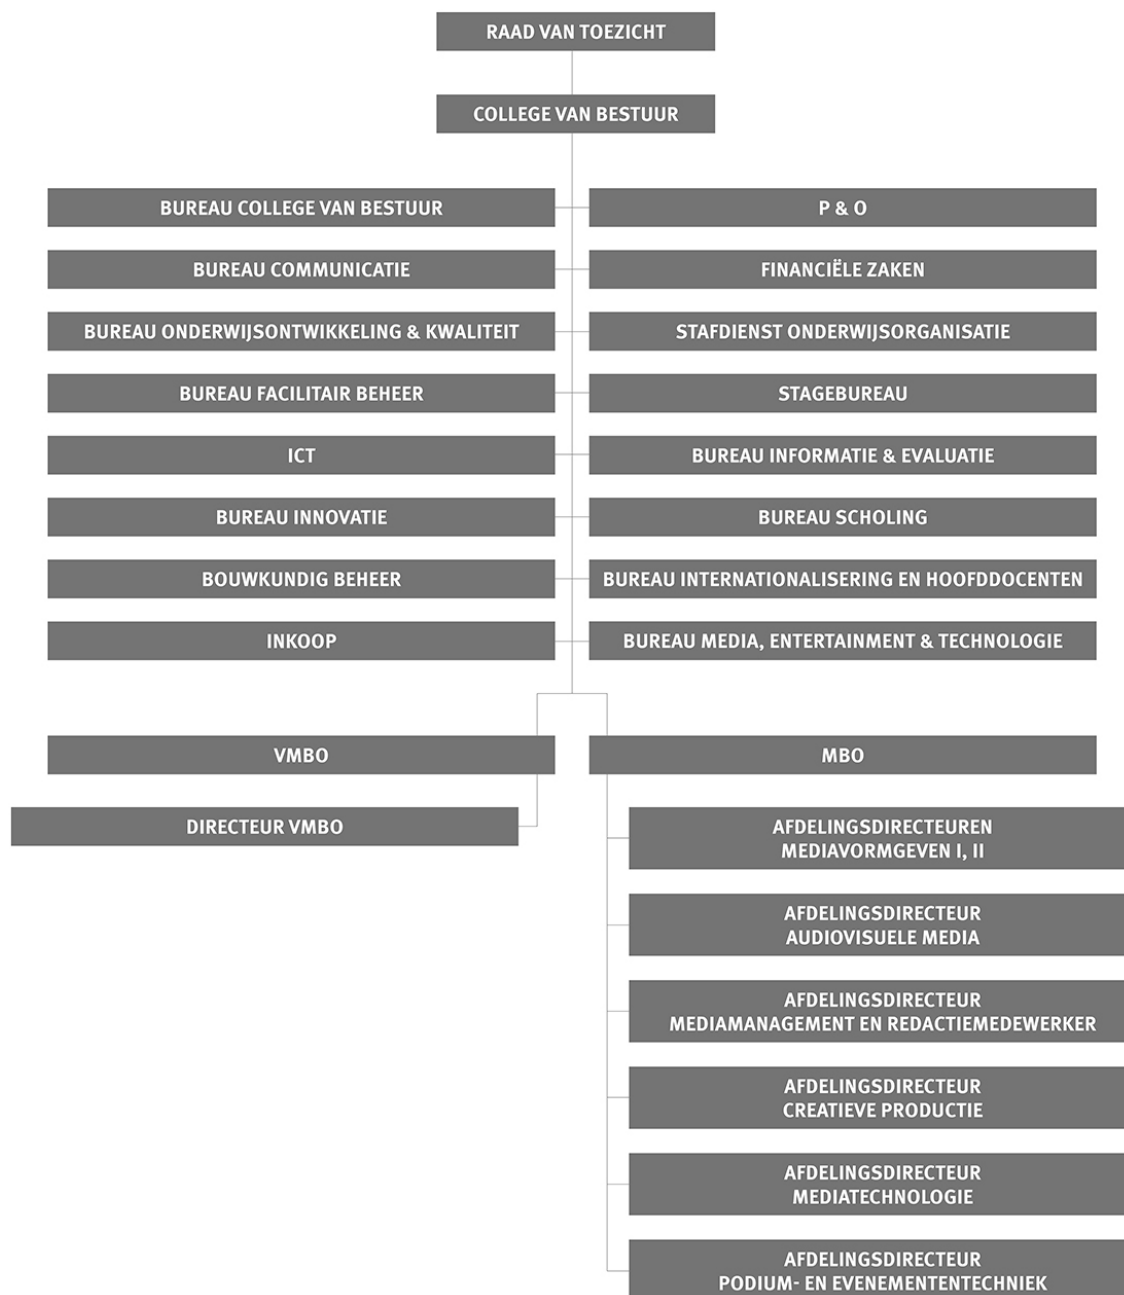 RAAD VAN TOEZICHT
COLLEGE VAN BESTUUR
BUREAU COLLEGE VAN BESTUUR
P & O
BUREAU COMMUNICATIE
FINANCIËLE ZAKEN
BUREAU ONDERWIJSONTWIKKELING & KWALITEIT
STAFDIENST ONDERWIJSORGANISATIE
BUREAU FACILITAIR BEHEER
STAGEBUREAU
ICT
BUREAU INFORMATIE & EVALUATIE
BUREAU INNOVATIE
BUREAU SCHOLING
BOUWKUNDIG BEHEER
BUREAU INTERNATIONALISERING EN HOOFDDOCENTEN
INKOOP
BUREAU MEDIA, ENTERTAINMENT & TECHNOLOGIE
VMBO
MBO
DIRECTEUR VMBO
AFDELINGSDIRECTEUREN
MEDIAVORMGEVEN I, II
AFDELINGSDIRECTEUR
AUDIOVISUELE MEDIA
AFDELINGSDIRECTEUR
MEDIAMANAGEMENT EN REDACTIEMEDEWERKER
AFDELINGSDIRECTEUR
CREATIEVE PRODUCTIE
AFDELINGSDIRECTEUR
MEDIATECHNOLOGIE
AFDELINGSDIRECTEUR
PODIUM- EN EVENEMENTENTECHNIEK